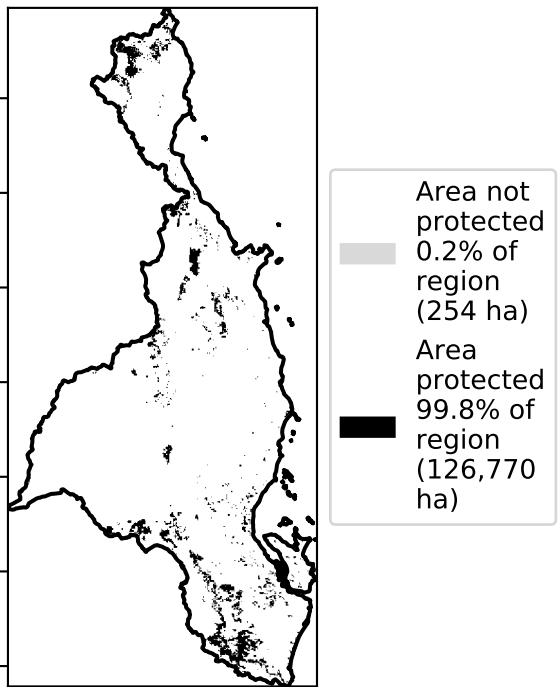 Area not
protected
0.2% of
region
(254 ha)
Area
protected
99.8% of
region
(126,770
ha)